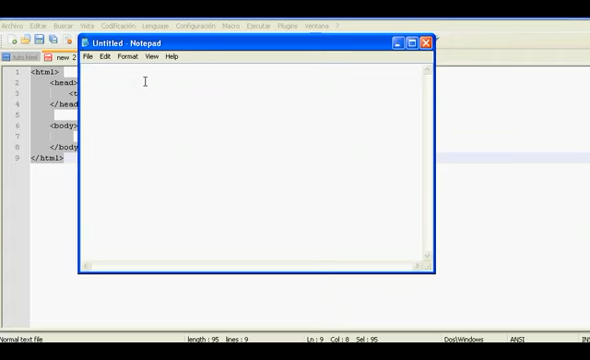 Archivo Editar Buscar Vista Codificación Lenguaje Configuración Macro Ejecutar Plugins Ventana ?
Untitled - Notepad
File Edit Format View Help
new 2
1 <html>
2 <head>
3 <t
4 </head
5
6 <body>
7
8 </body
9 </html>
Normal text file length : 95 lines : 9 Ln : 9 Col : 8 Sel : 95 Dos\Windows ANSI IN